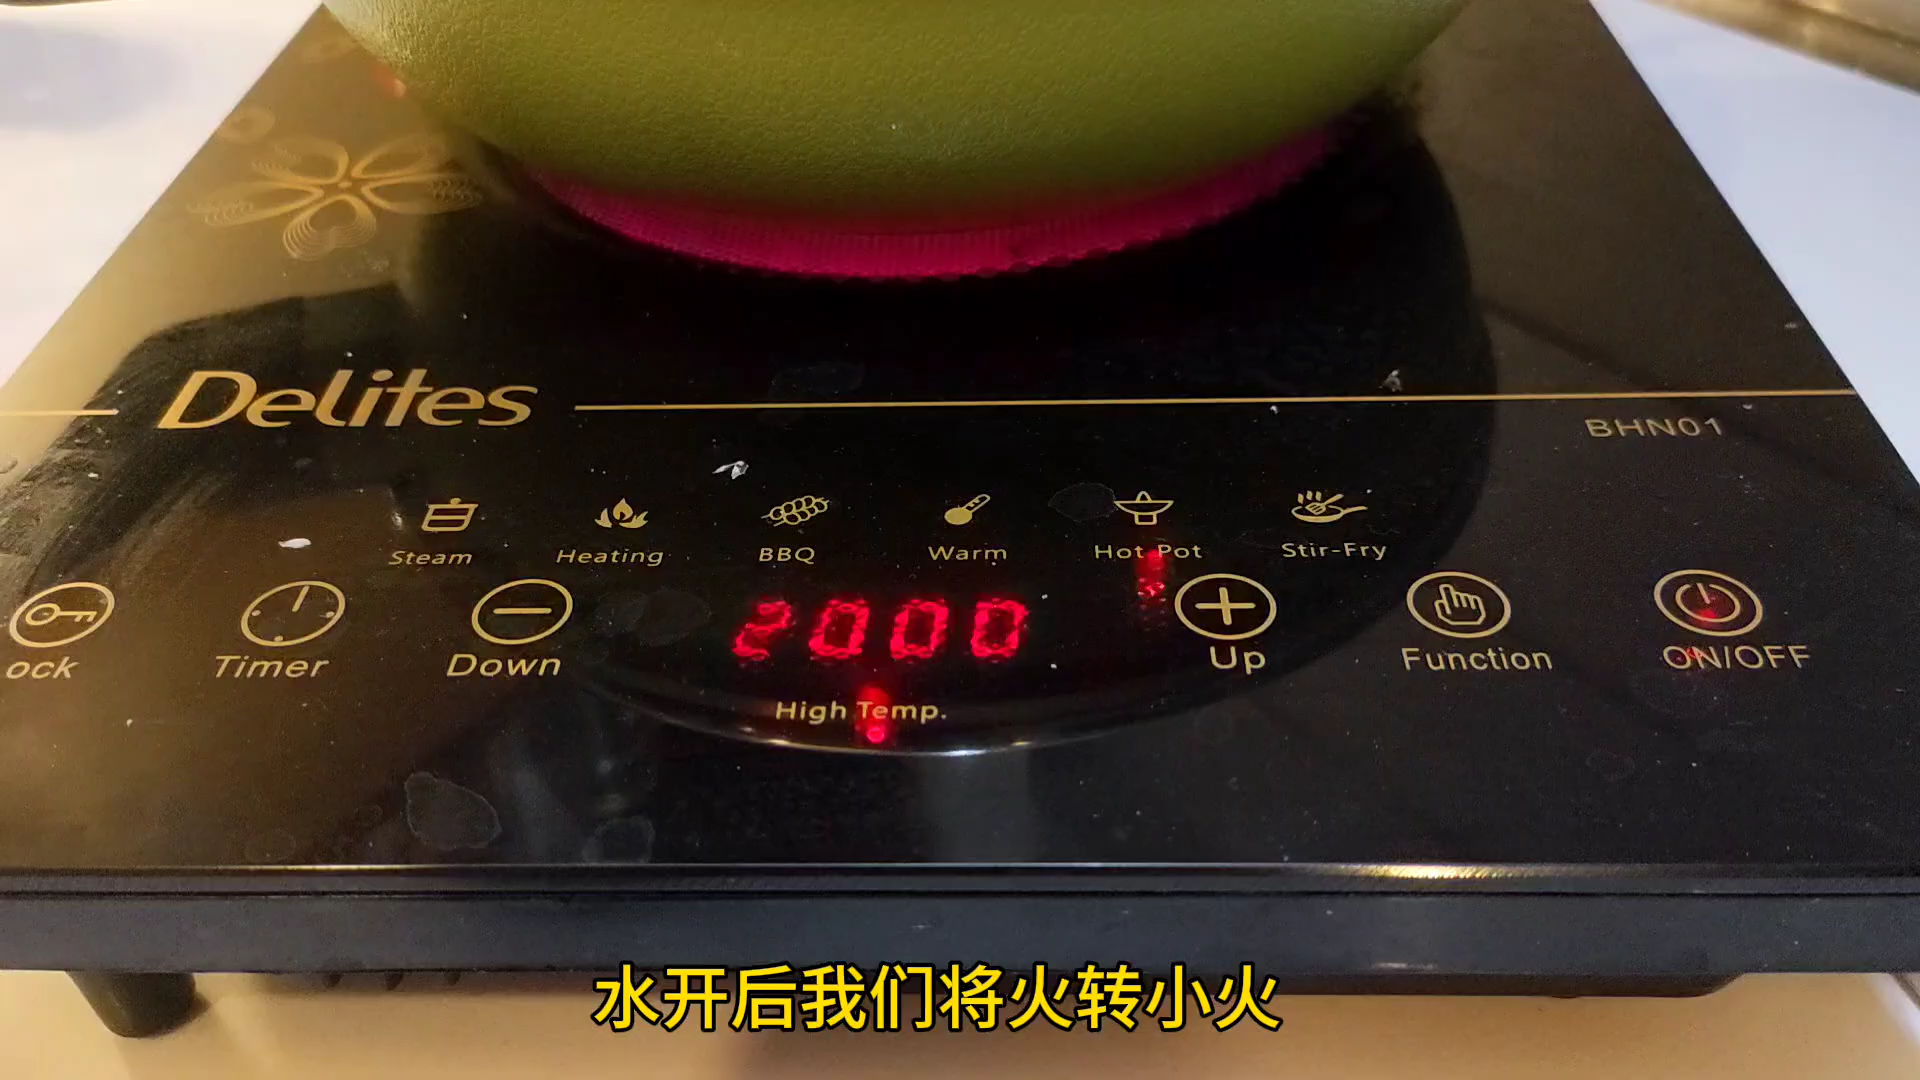 Delites
BHN01
Steam
Heating
BBQ
Warm
Hot Pot
Stir-Fry
ock
Timer
Down
2000
Up
Function
ON/OFF
High Temp.
水开后我们将火转小火